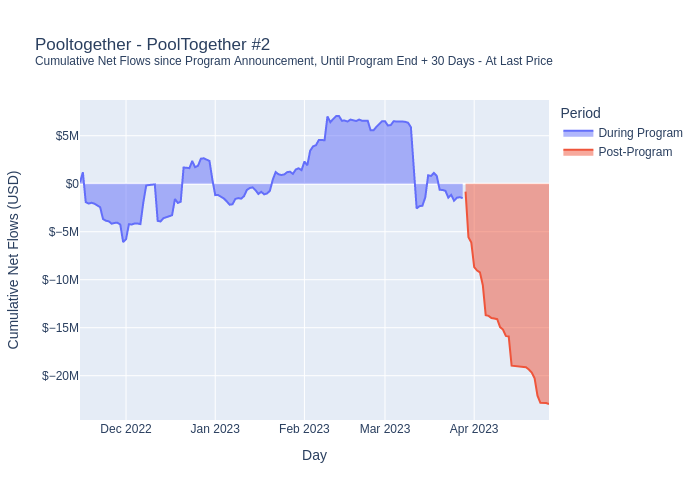 Pooltogether - PoolTogether #2
Cumulative Net Flows since Program Announcement, Until Program End + 30 Days - At Last Price
Period
During Program
Post-Program
Cumulative Net Flows (USD)
$5M
$0
$−5M
$−10M
$−15M
$−20M
Dec 2022
Jan 2023
Feb 2023
Mar 2023
Apr 2023
Day